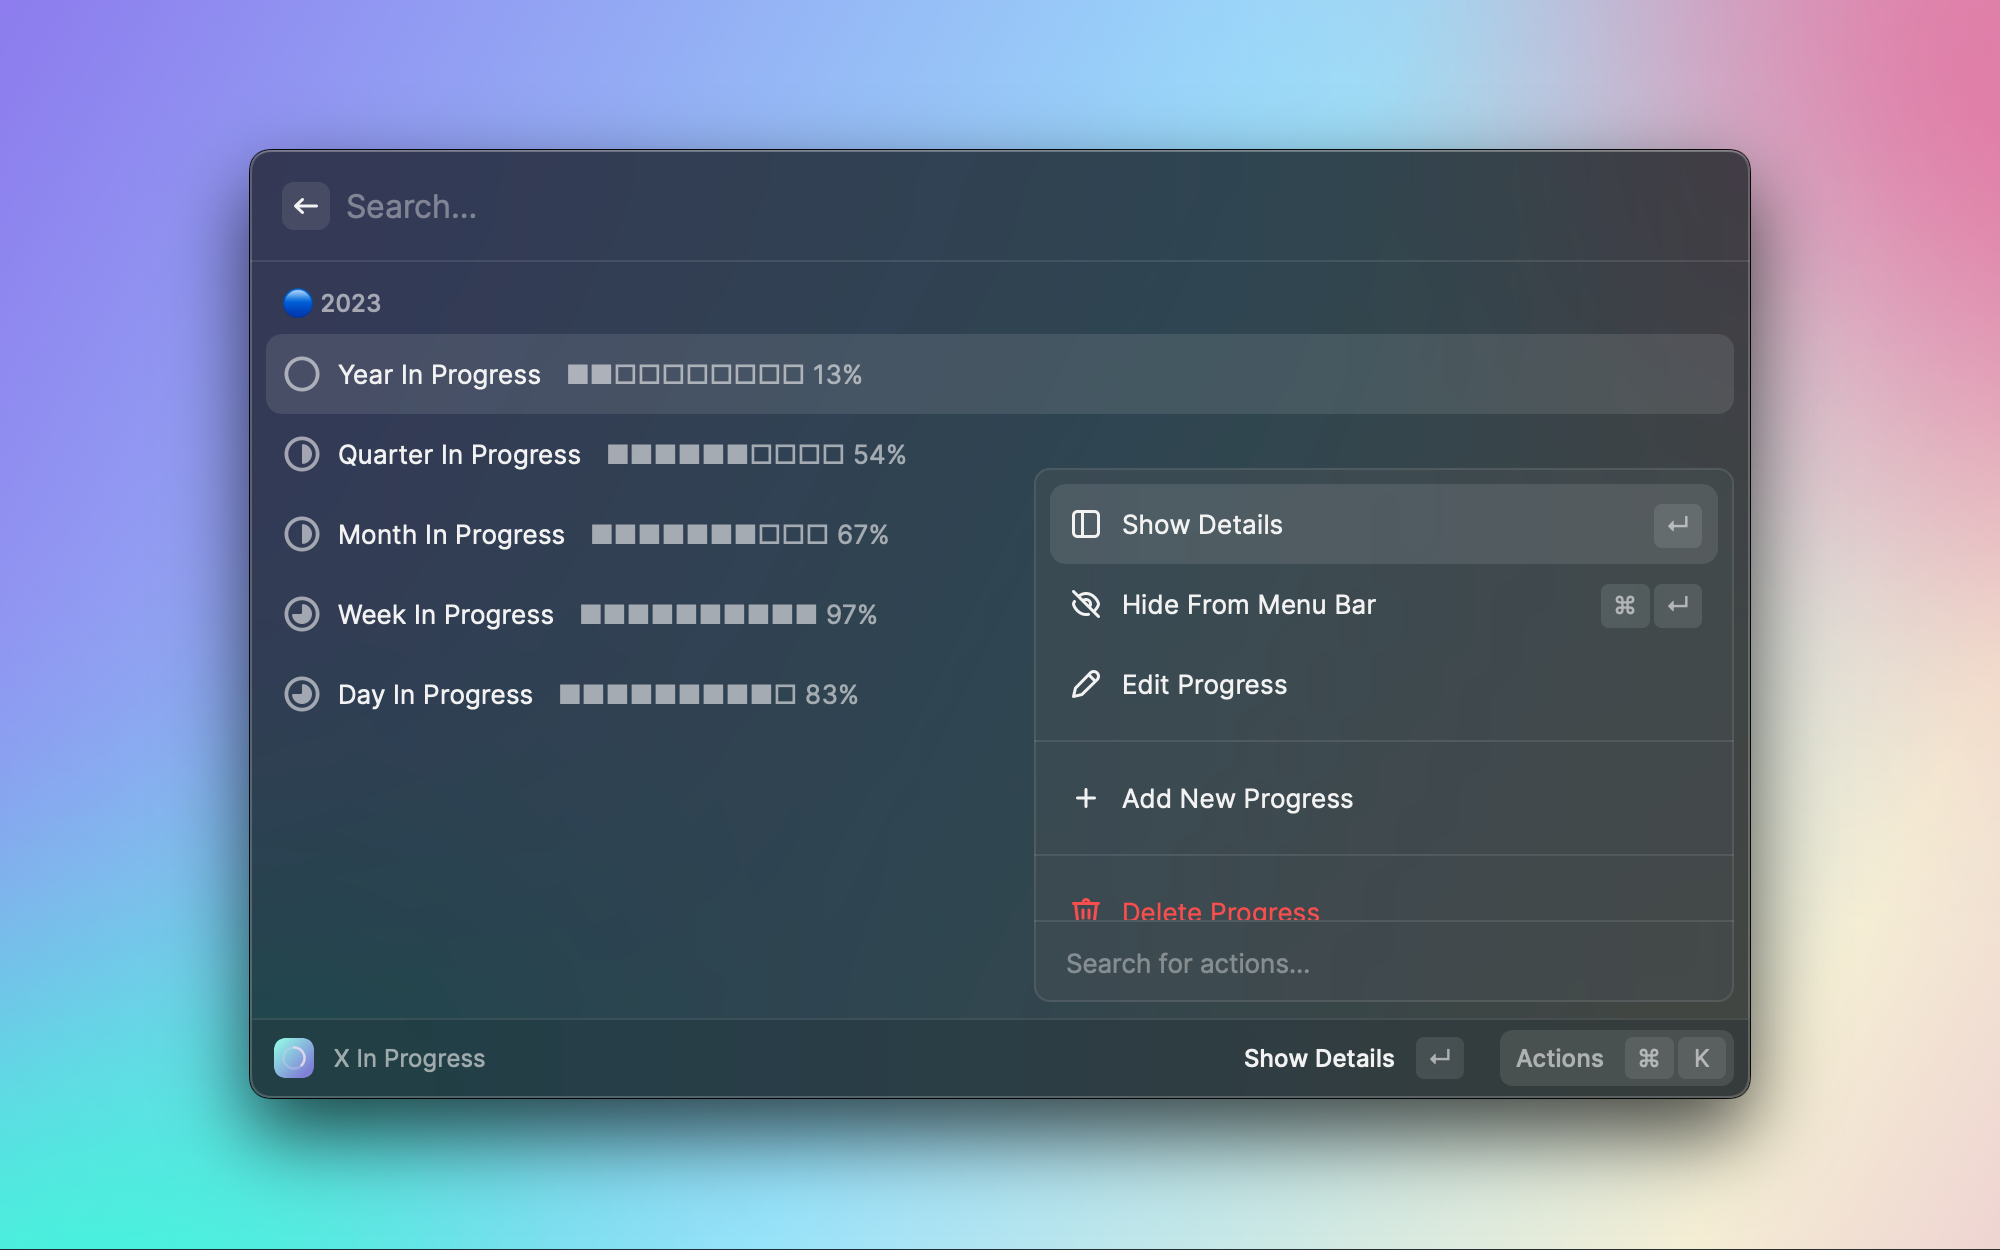 Search...
2023
Year In Progress ■■□□□□□□□□ 13%
Quarter In Progress ■■■■■■□□□□ 54%
Month In Progress ■■■■■■■□□□ 67%
Week In Progress ■■■■■■■■■■ 97%
Day In Progress ■■■■■■■■■□ 83%
Show Details ↵
Hide From Menu Bar ⌘ ↵
Edit Progress
+ Add New Progress
Delete Progress
Search for actions...
X In Progress
Show Details ↵
Actions ⌘ K